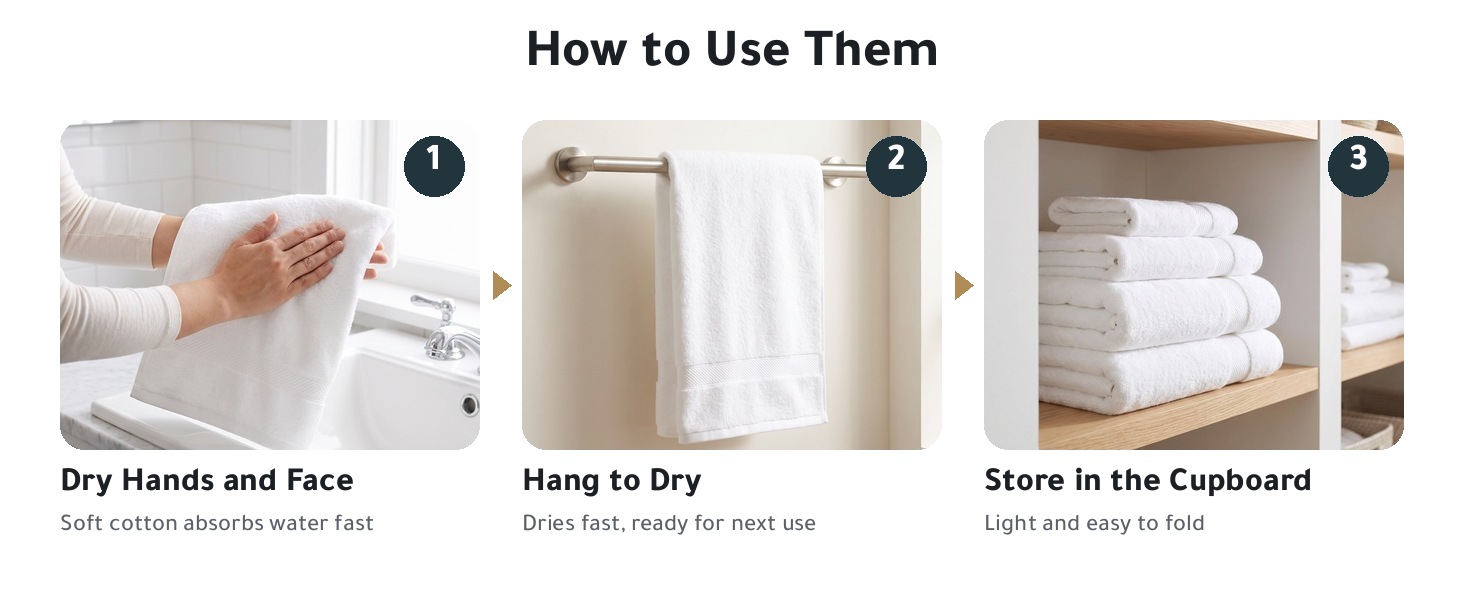 How to Use Them
1
2
3
Dry Hands and Face
Soft cotton absorbs water fast
Hang to Dry
Dries fast, ready for next use
Store in the Cupboard
Light and easy to fold